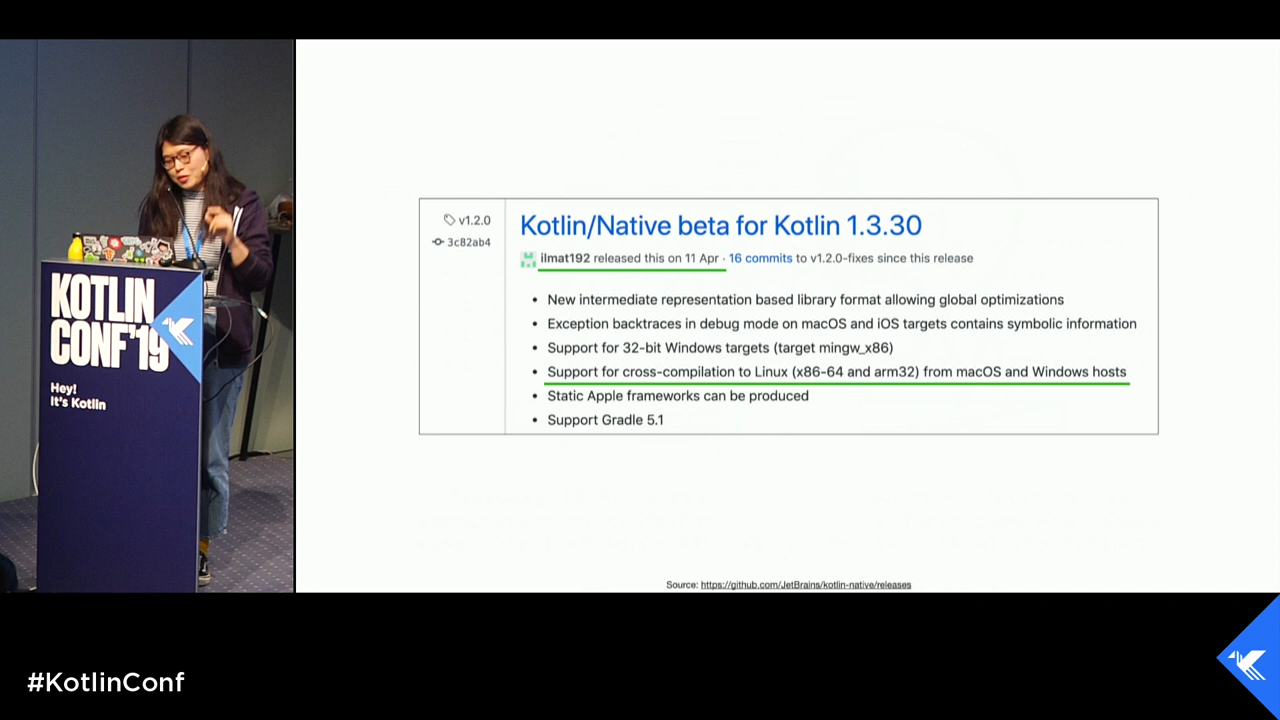 KOTLIN
CONF'19
Hey!
It's Kotlin
v1.2.0
3c82ab4
Kotlin/Native beta for Kotlin 1.3.30
ilmat192 released this on 11 Apr · 16 commits to v1.2.0-fixes since this release
• New intermediate representation based library format allowing global optimizations
• Exception backtraces in debug mode on macOS and iOS targets contains symbolic information
• Support for 32-bit Windows targets (target mingw_x86)
• Support for cross-compilation to Linux (x86-64 and arm32) from macOS and Windows hosts
• Static Apple frameworks can be produced
• Support Gradle 5.1
Source: https://github.com/JetBrains/kotlin-native/releases
#KotlinConf